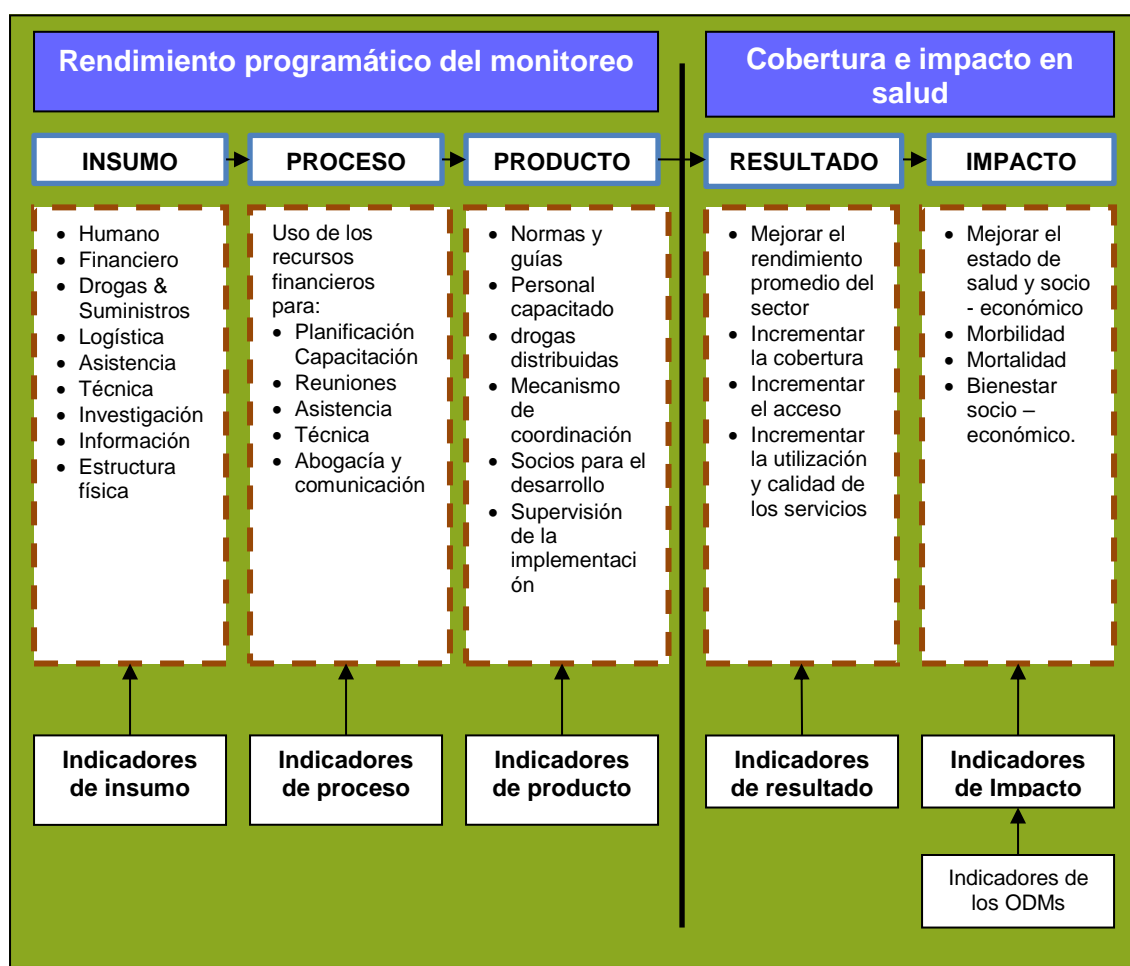 Rendimiento programático del monitoreo
Cobertura e impacto en
salud
INSUMO
PROCESO
PRODUCTO
RESULTADO
IMPACTO
• Humano
• Financiero
• Drogas &
Suministros
• Logística
• Asistencia
• Técnica
• Investigación
• Información
• Estructura
física
Uso de los
recursos
financieros
para:
• Planificación
Capacitación
• Reuniones
• Asistencia
• Técnica
• Abogacía y
comunicación
• Normas y
guías
• Personal
capacitado
• drogas
distribuidas
• Mecanismo
de
coordinación
• Socios para el
desarrollo
• Supervisión
de la
implementaci
ón
• Mejorar el
rendimiento
promedio del
sector
• Incrementar
la cobertura
• Incrementar
el acceso
• Incrementar
la utilización
y calidad de
los servicios
• Mejorar el
estado de
salud y socio
- económico
• Morbilidad
• Mortalidad
• Bienestar
socio –
económico.
Indicadores
de insumo
Indicadores
de proceso
Indicadores
de producto
Indicadores
de resultado
Indicadores
de Impacto
Indicadores de
los ODMs